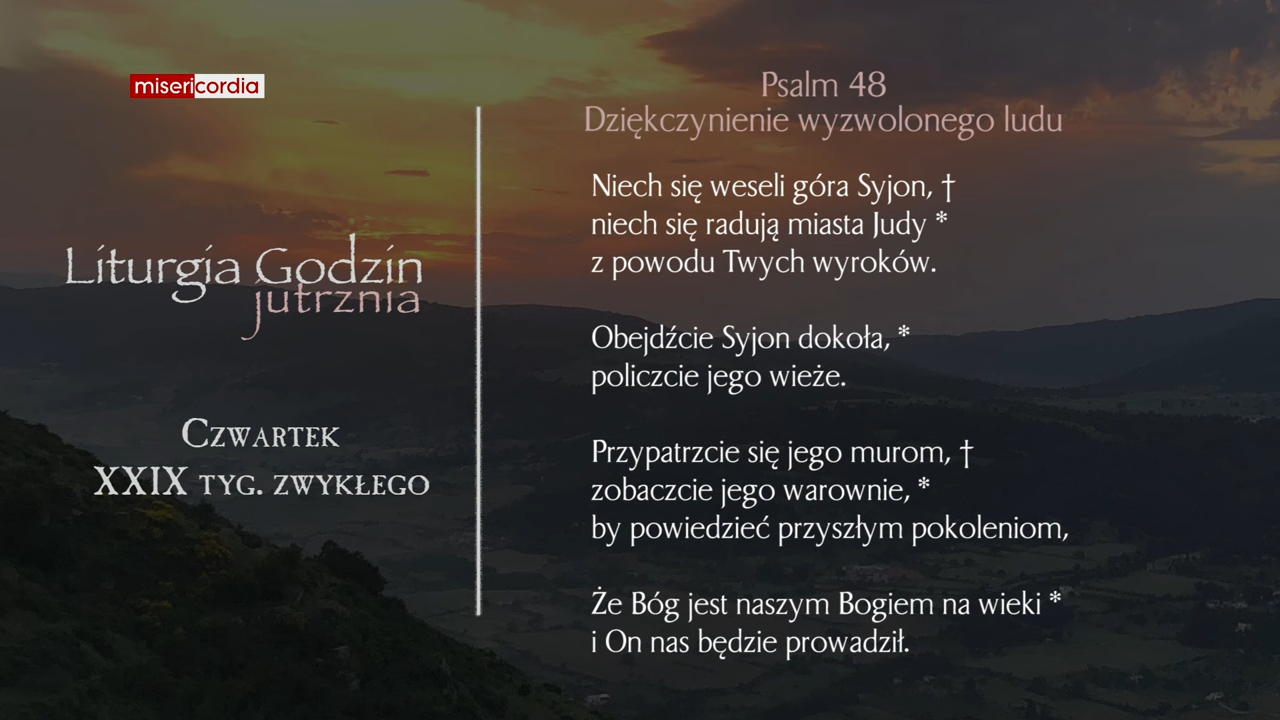 misericordia
Liturgia Godzin
jutrznia
Czwartek
XXIX tyg. zwykłego
Psalm 48
Dziękczynienie wyzwolonego ludu
Niech się weseli góra Syjon, †
niech się radują miasta Judy *
z powodu Twych wyroków.
Obejdźcie Syjon dokoła, *
policzcie jego wieże.
Przypatrzcie się jego murom, †
zobaczcie jego warownie, *
by powiedzieć przyszłym pokoleniom,
Że Bóg jest naszym Bogiem na wieki *
i On nas będzie prowadził.